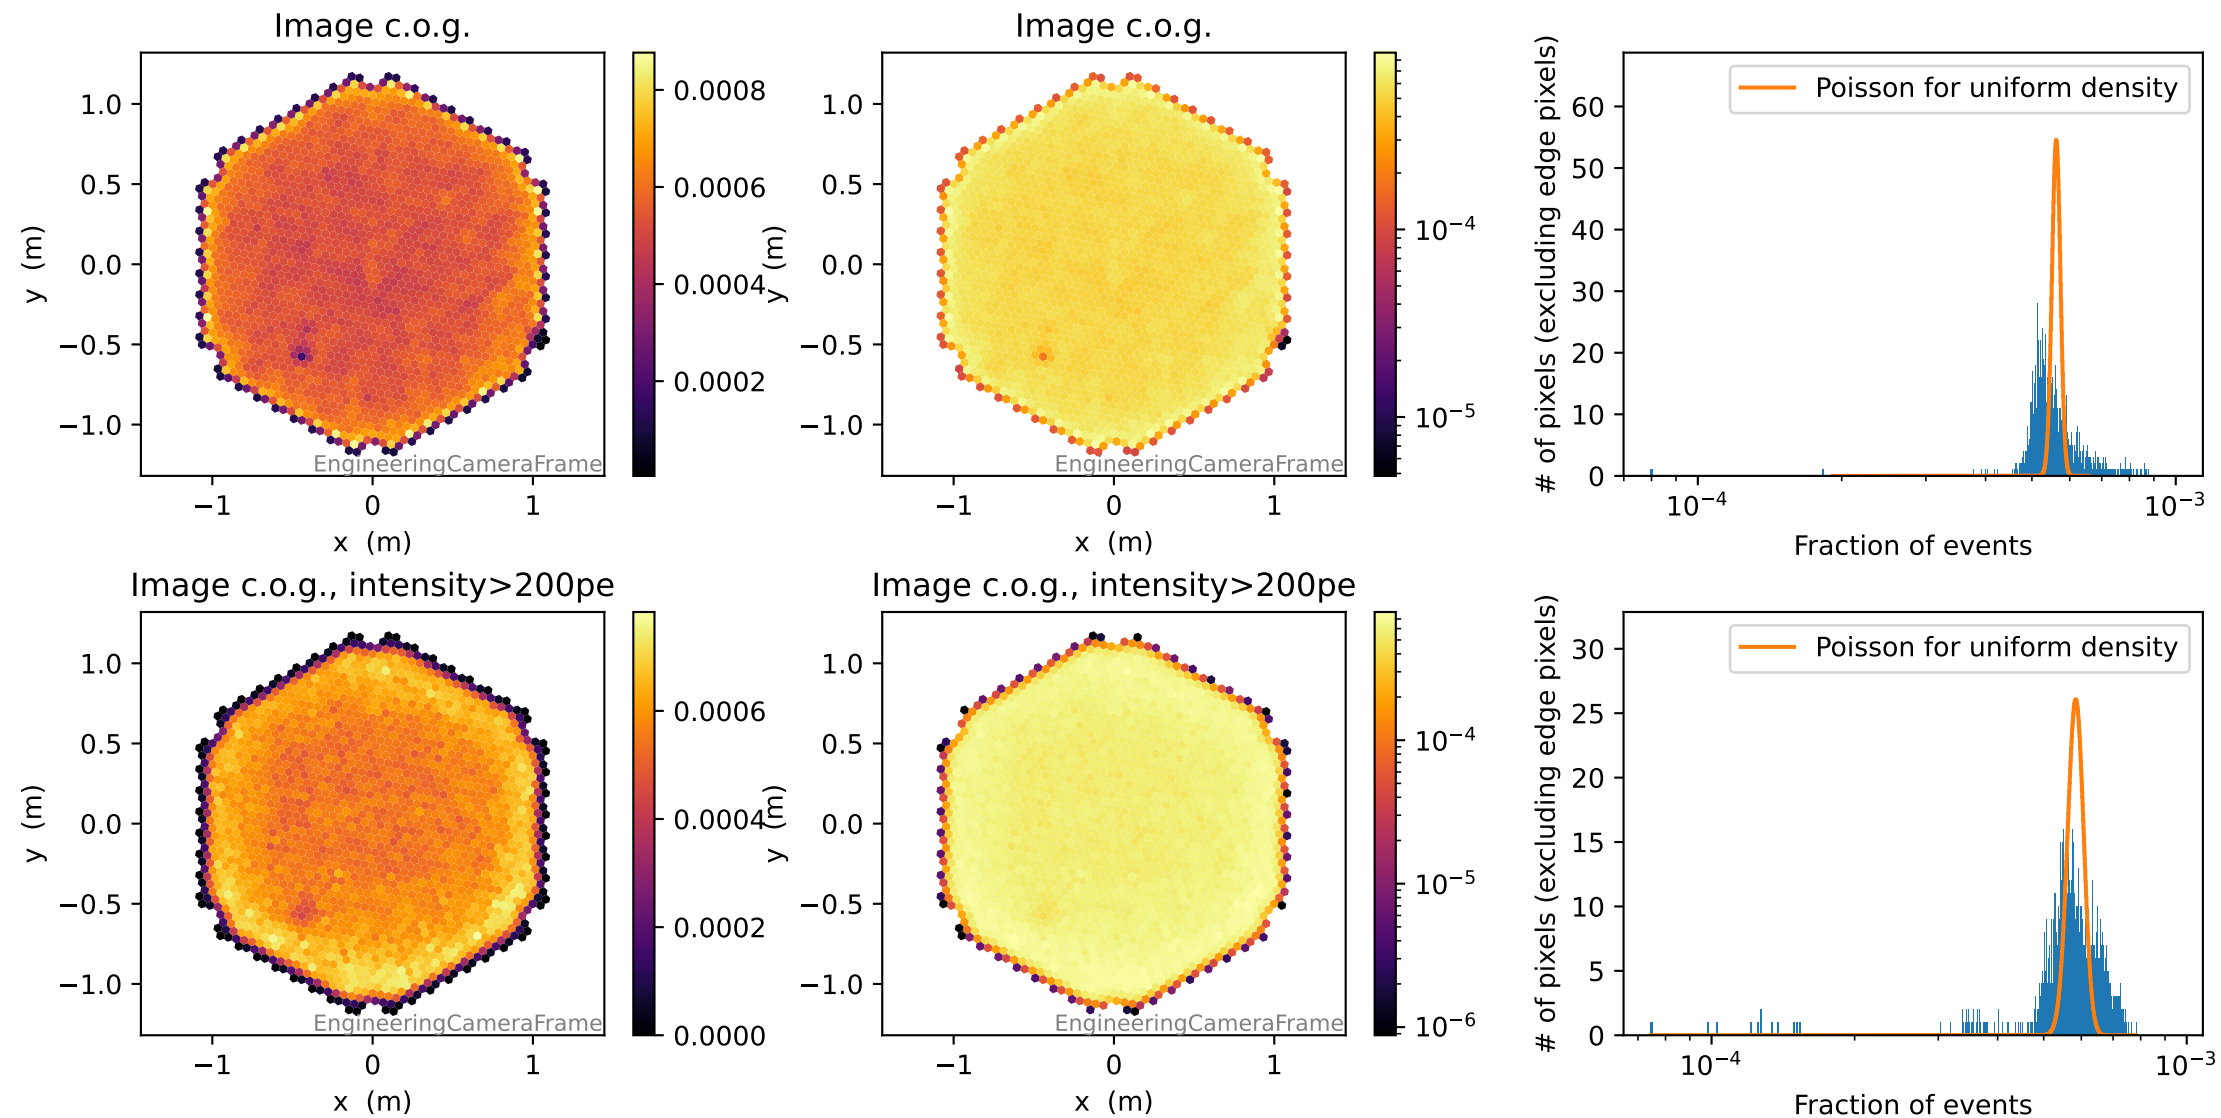 Image c.o.g.
1.0
0.5
0.0
−0.5
−1.0
y (m)
−1
0
1
x (m)
EngineeringCameraFrame
0.0008
0.0006
0.0004
0.0002
Image c.o.g.
1.0
0.5
0.0
−0.5
−1.0
y (m)
−1
0
1
x (m)
EngineeringCameraFrame
10⁻⁴
10⁻⁵
# of pixels (excluding edge pixels)
60
50
40
30
20
10
0
Poisson for uniform density
10⁻⁴
10⁻³
Fraction of events
Image c.o.g., intensity>200pe
1.0
0.5
0.0
−0.5
−1.0
y (m)
−1
0
1
x (m)
EngineeringCameraFrame
0.0006
0.0004
0.0002
0.0000
Image c.o.g., intensity>200pe
1.0
0.5
0.0
−0.5
−1.0
y (m)
−1
0
1
x (m)
EngineeringCameraFrame
10⁻⁴
10⁻⁵
10⁻⁶
# of pixels (excluding edge pixels)
30
25
20
15
10
5
0
Poisson for uniform density
10⁻⁴
10⁻³
Fraction of events